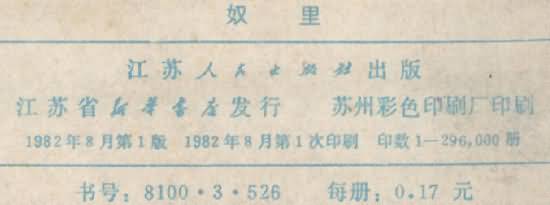 奴里
江苏人民出版社出版
江苏省新华书店发行 苏州彩色印刷厂印刷
1982年8月第1版 1982年8月第1次印刷 印数1—296,000册
书号：8100·3·526 每册：0.17元